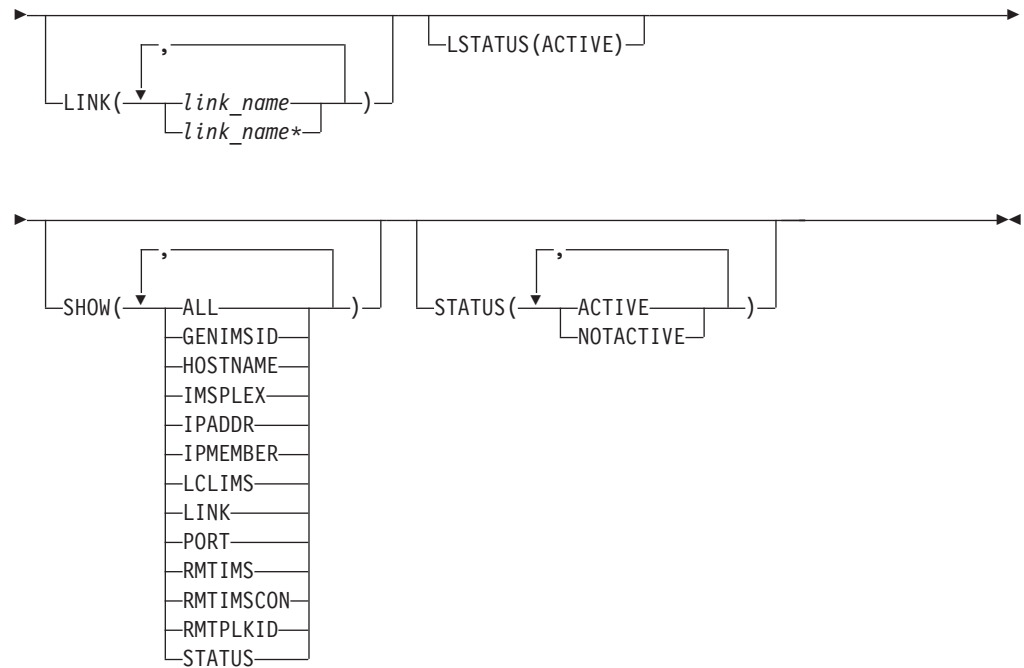 ,
LSTATUS(ACTIVE)
LINK( link_name )
link_name*
, ,
SHOW( ALL ) STATUS( ACTIVE )
GENIMSID NOTACTIVE
HOSTNAME
IMSPLEX
IPADDR
IPMEMBER
LCLIMS
LINK
PORT
RMTIMS
RMTIMSCON
RMTPLKID
STATUS